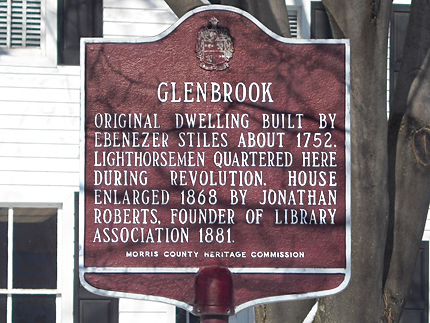 GLENBROOK
ORIGINAL DWELLING BUILT BY
EBENEZER STILES ABOUT 1752.
LIGHTHORSEMEN QUARTERED HERE
DURING REVOLUTION. HOUSE
ENLARGED 1868 BY JONATHAN
ROBERTS, FOUNDER OF LIBRARY
ASSOCIATION 1881.
MORRIS COUNTY HERITAGE COMMISSION